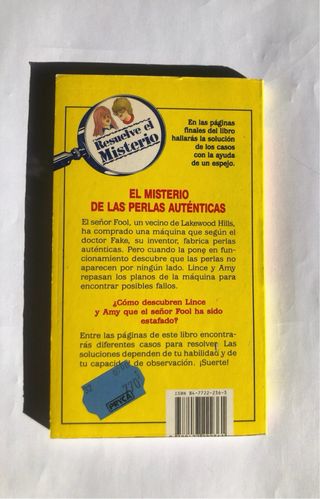 Resuelve el
Misterio
En las páginas
finales del libro
hallarás la solución
de los casos
con la ayuda
de un espejo.
EL MISTERIO
DE LAS PERLAS AUTÉNTICAS
El señor Fool, un vecino de Lakewood Hills,
ha comprado una máquina que según el
doctor Fake, su inventor, fabrica perlas
auténticas. Pero cuando la pone en fun-
cionamiento descubre que las perlas no
aparecen por ningún lado. Lince y Amy
repasan los planos de la máquina para
encontrar posibles fallos.
¿Cómo descubren Lince
y Amy que el señor Fool ha sido
estafado?
Entre las páginas de este libro encontra-
rás diferentes casos para resolver. Las
soluciones dependen de tu habilidad y de
tu capacidad de observación. ¡Suerte!
PRYCA
ISBN 84-7722-256-3